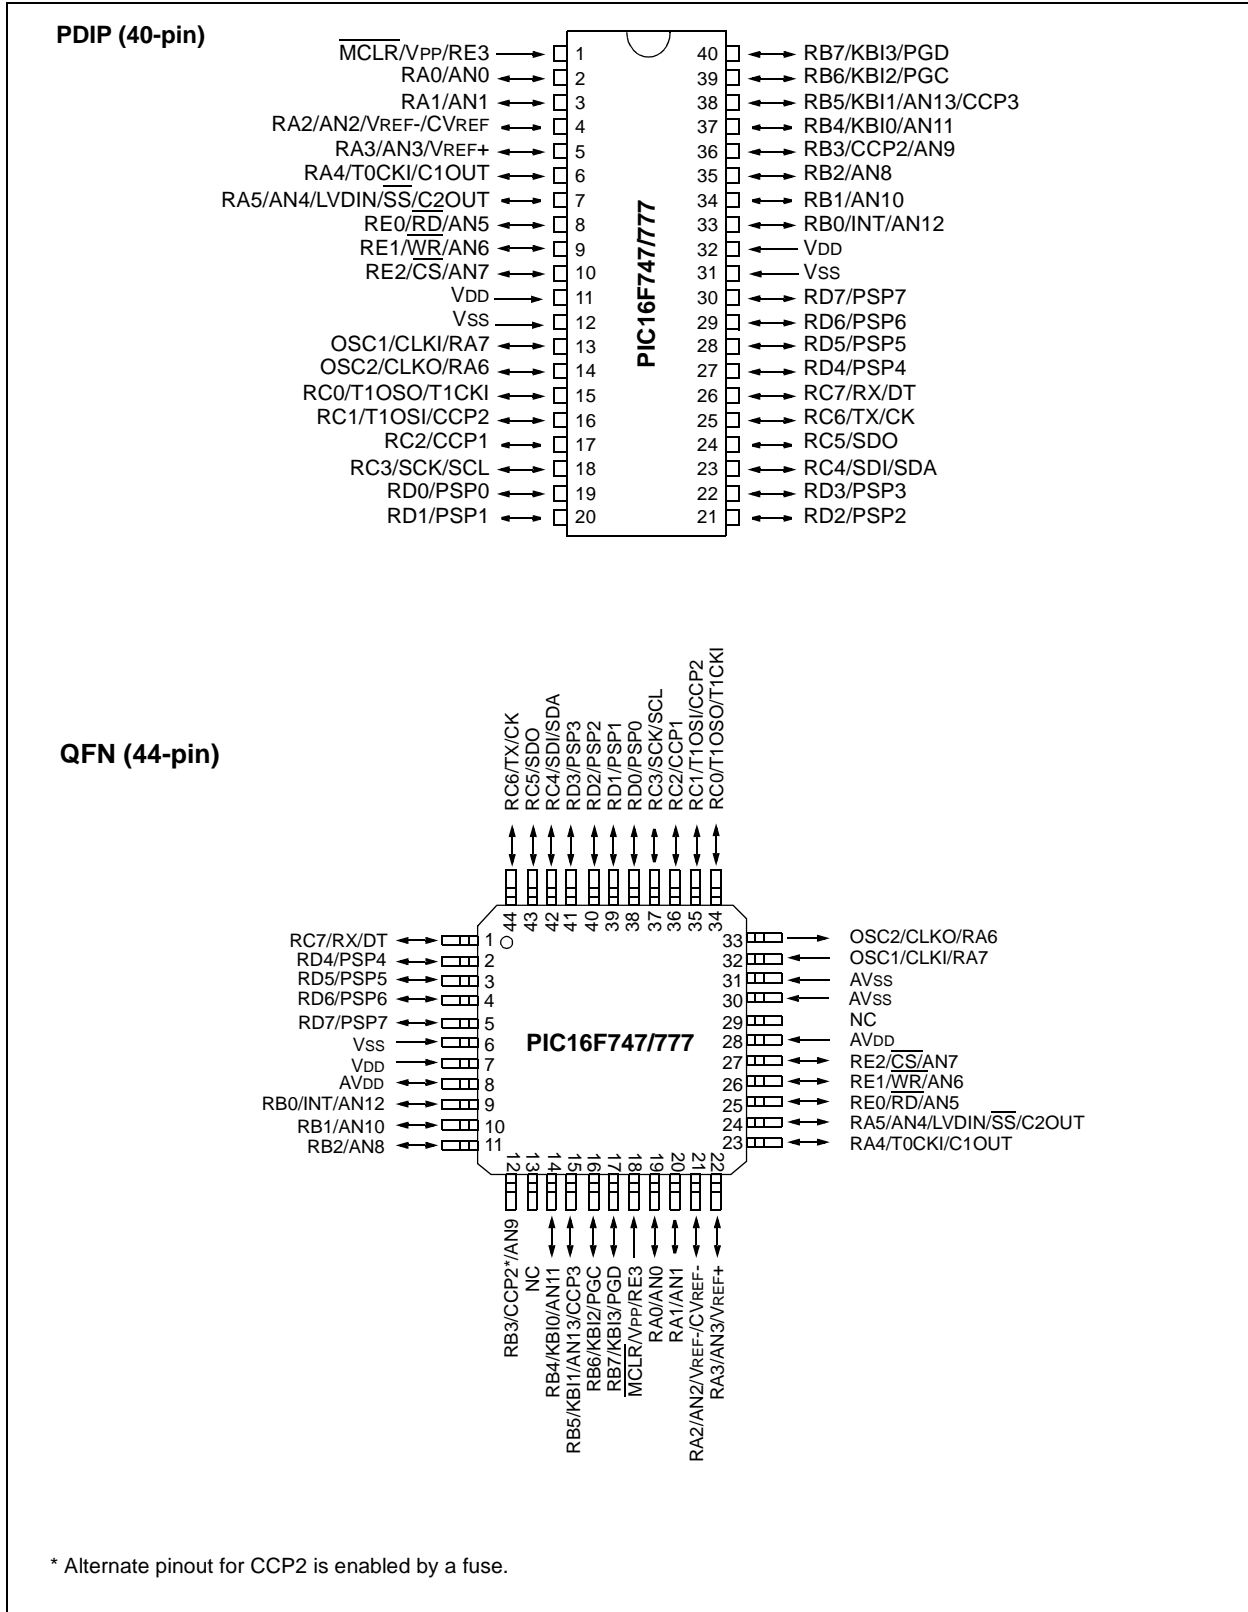 PDIP (40-pin)
MCLR/VPP/RE3 1 40 RB7/KBI3/PGD
RA0/AN0 2 39 RB6/KBI2/PGC
RA1/AN1 3 38 RB5/KBI1/AN13/CCP3
RA2/AN2/VREF-/CVREF 4 37 RB4/KBI0/AN11
RA3/AN3/VREF+ 5 36 RB3/CCP2/AN9
RA4/T0CKI/C1OUT 6 35 RB2/AN8
RA5/AN4/LVDIN/SS/C2OUT 7 34 RB1/AN10
RE0/RD/AN5 8 33 RB0/INT/AN12
RE1/WR/AN6 9 32 VDD
RE2/CS/AN7 10 31 VSS
VDD 11 30 RD7/PSP7
VSS 12 29 RD6/PSP6
OSC1/CLKI/RA7 13 28 RD5/PSP5
OSC2/CLKO/RA6 14 27 RD4/PSP4
RC0/T1OSO/T1CKI 15 26 RC7/RX/DT
RC1/T1OSI/CCP2 16 25 RC6/TX/CK
RC2/CCP1 17 24 RC5/SDO
RC3/SCK/SCL 18 23 RC4/SDI/SDA
RD0/PSP0 19 22 RD3/PSP3
RD1/PSP1 20 21 RD2/PSP2
PIC16F747/777
QFN (44-pin)
RC6/TX/CK
RC5/SDO
RC4/SDI/SDA
RD3/PSP3
RD2/PSP2
RD1/PSP1
RD0/PSP0
RC3/SCK/SCL
RC2/CCP1
RC1/T1OSI/CCP2
RC0/T1OSO/T1CKI
44 43 42 41 40 39 38 37 36 35 34
RC7/RX/DT 1 33 OSC2/CLKO/RA6
RD4/PSP4 2 32 OSC1/CLKI/RA7
RD5/PSP5 3 31 AVSS
RD6/PSP6 4 30 AVSS
RD7/PSP7 5 29 NC
VSS 6 28 AVDD
PIC16F747/777
VDD 7 27 RE2/CS/AN7
AVDD 8 26 RE1/WR/AN6
RB0/INT/AN12 9 25 RE0/RD/AN5
RB1/AN10 10 24 RA5/AN4/LVDIN/SS/C2OUT
RB2/AN8 11 23 RA4/T0CKI/C1OUT
12 13 14 15 16 17 18 19 20 21 22
RB3/CCP2*/AN9
NC
RB4/KBI0/AN11
RB5/KBI1/AN13/CCP3
RB6/KBI2/PGC
RB7/KBI3/PGD
MCLR/VPP/RE3
RA0/AN0
RA1/AN1
RA2/AN2/VREF-/CVREF-
RA3/AN3/VREF+
* Alternate pinout for CCP2 is enabled by a fuse.